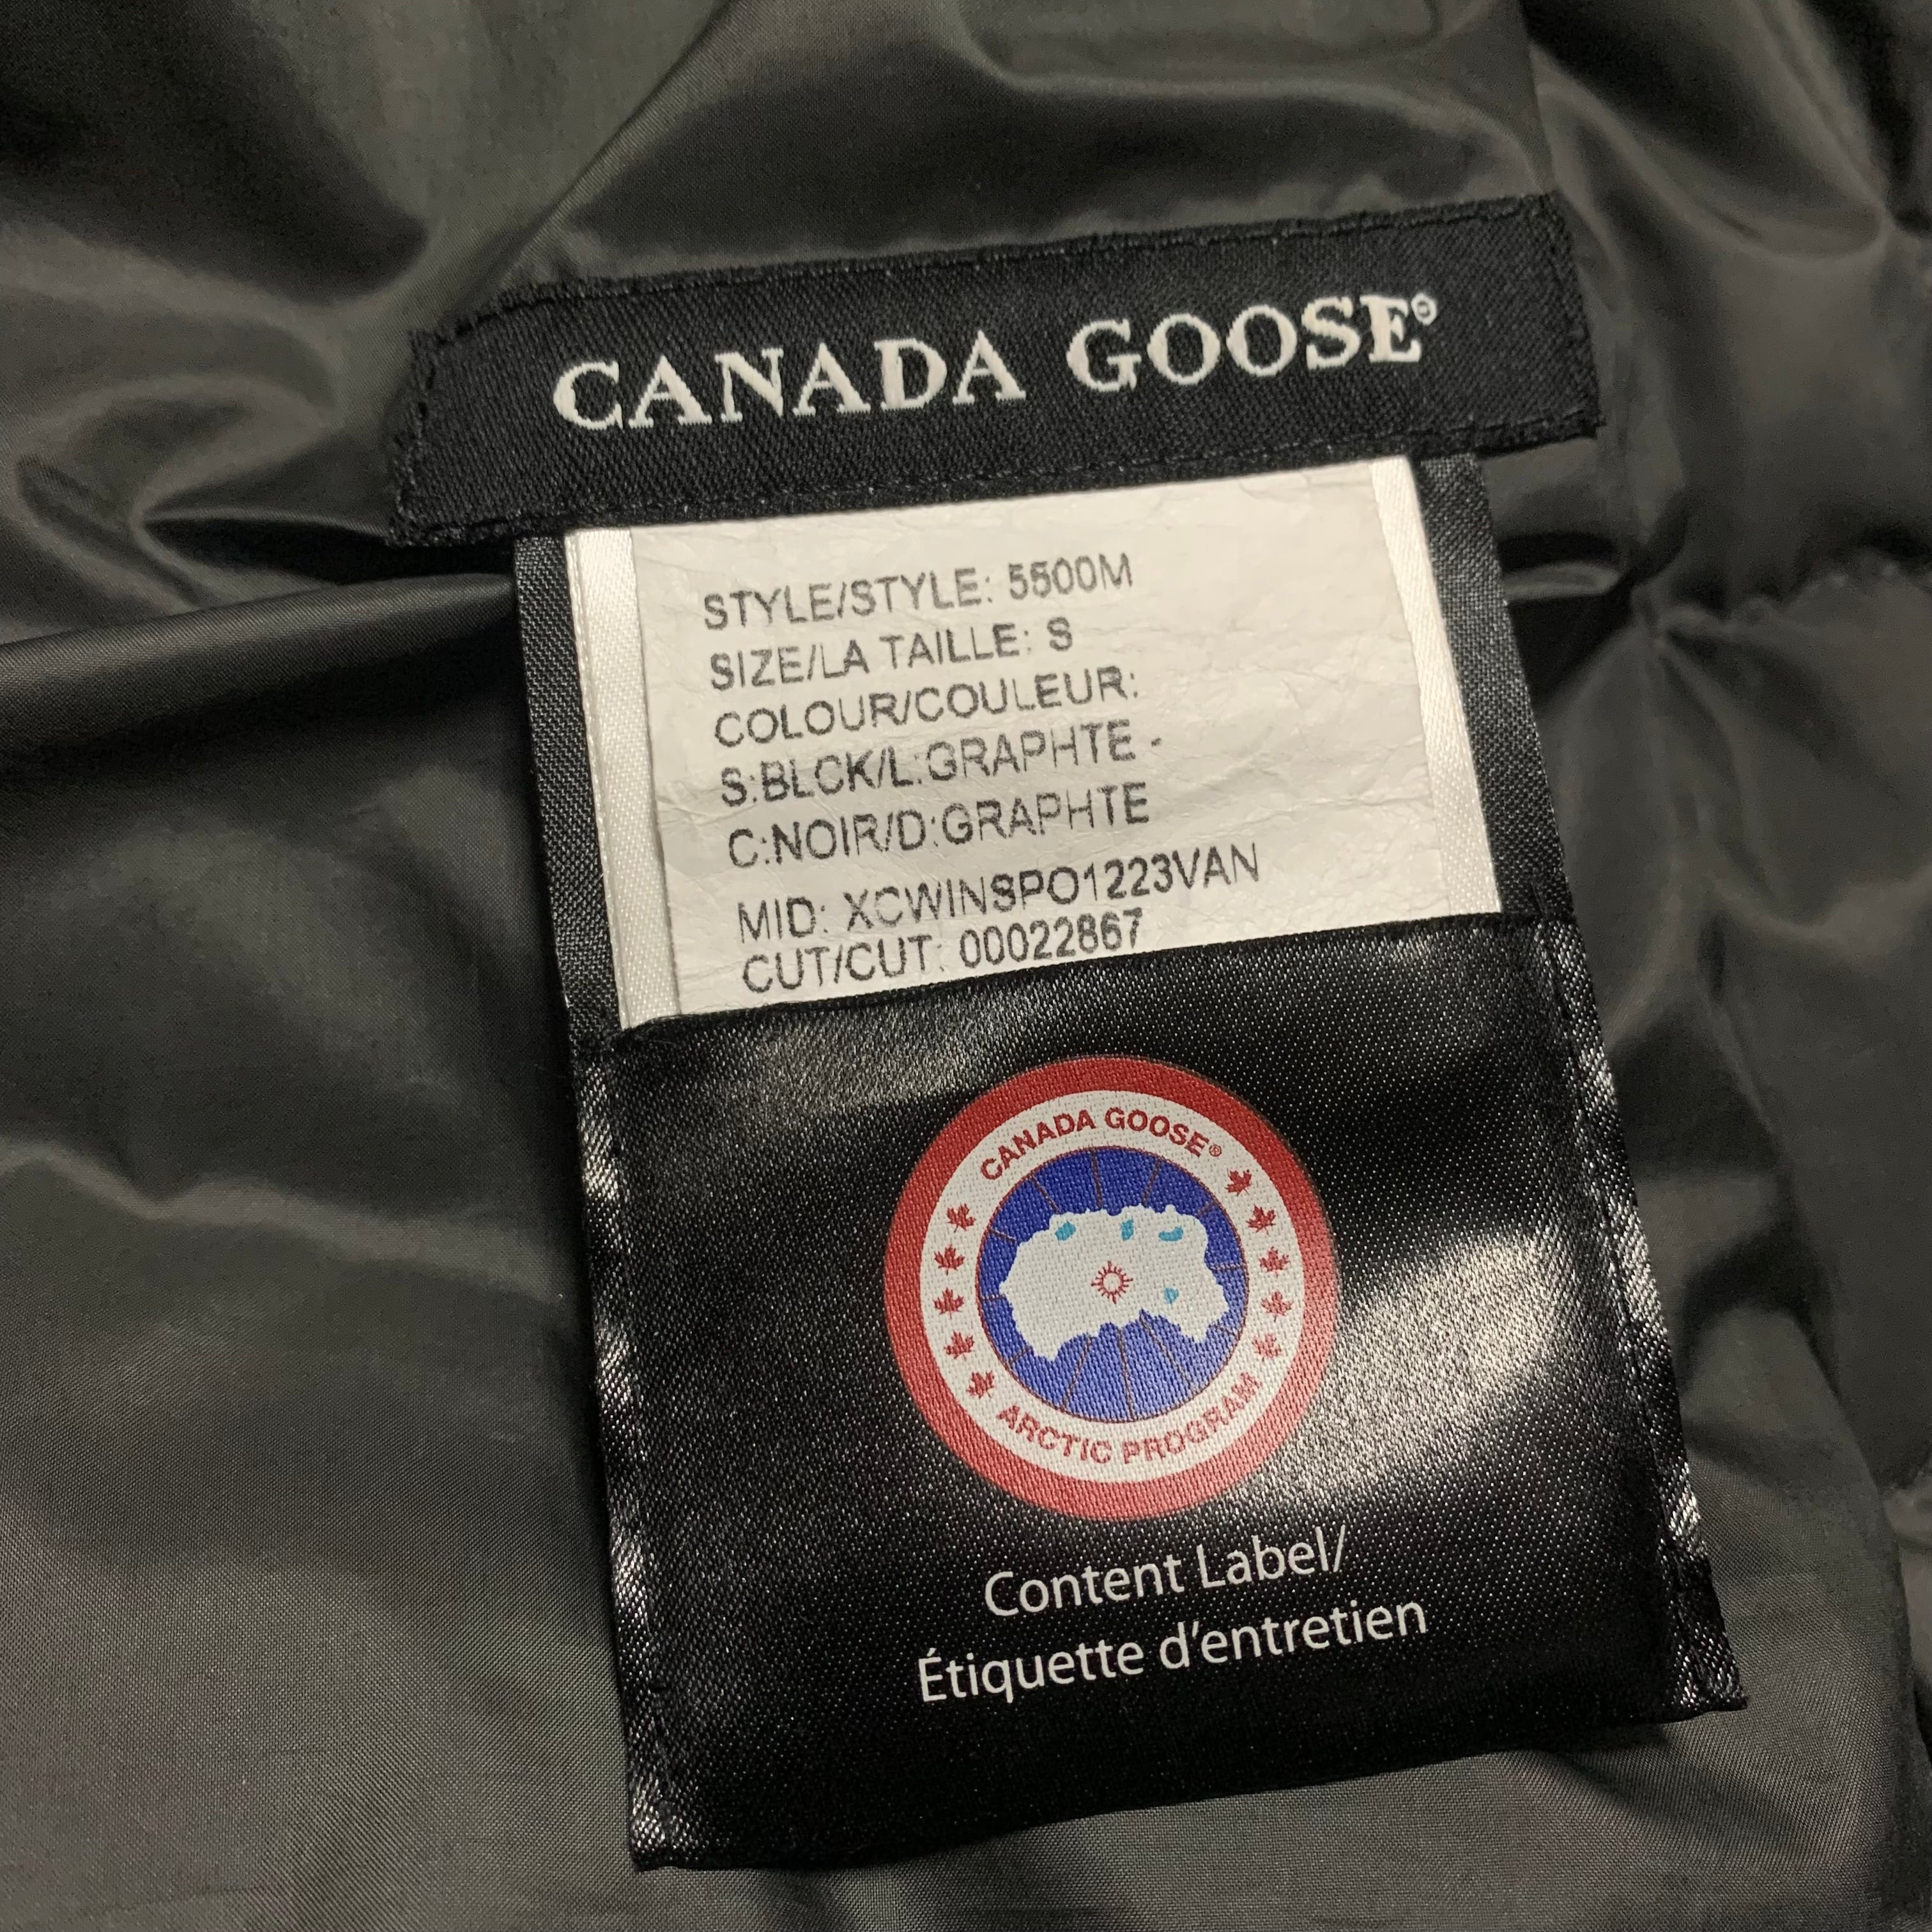 CANADA GOOSE®
STYLE/STYLE: 5500M
SIZE/LA TAILLE: S
COLOUR/COULEUR:
S:BLCK/L:GRAPHTE -
C:NOIR/D:GRAPHTE
MID: XCWINSPO1223VAN
CUT/CUT: 00022867
CANADA GOOSE®
ARCTIC PROGRAM
Content Label/
Étiquette d'entretien